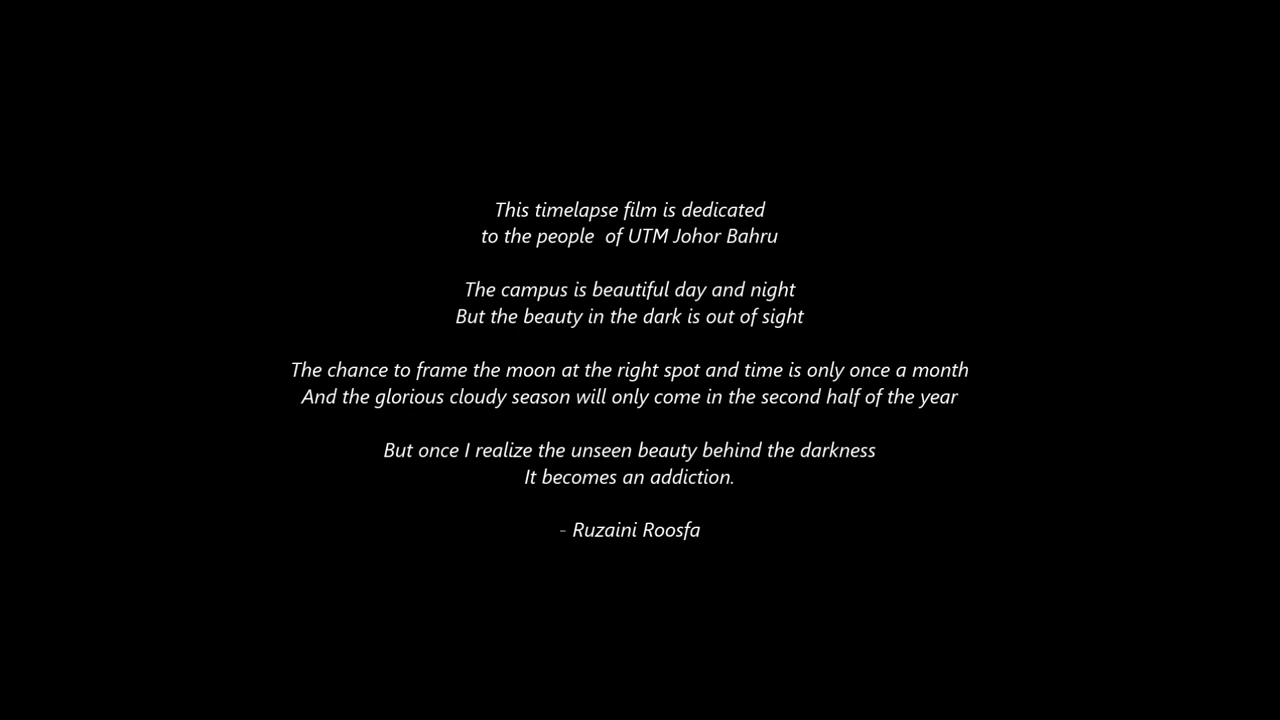 This timelapse film is dedicated
to the people  of UTM Johor Bahru
The campus is beautiful day and night
But the beauty in the dark is out of sight
The chance to frame the moon at the right spot and time is only once a month
And the glorious cloudy season will only come in the second half of the year
But once I realize the unseen beauty behind the darkness
It becomes an addiction.
- Ruzaini Roosfa